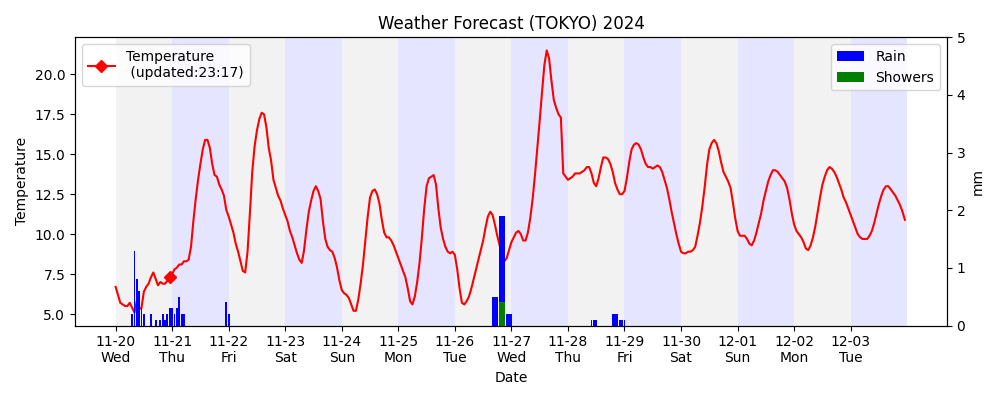 Weather Forecast (TOKYO) 2024
Temperature
(updated:23:17)
Rain
Showers
Temperature
20.0
17.5
15.0
12.5
10.0
7.5
5.0
5
4
3
2
1
0
mm
11-20 11-21 11-22 11-23 11-24 11-25 11-26 11-27 11-28 11-29 11-30 12-01 12-02 12-03
Wed Thu Fri Sat Sun Mon Tue Wed Thu Fri Sat Sun Mon Tue
Date